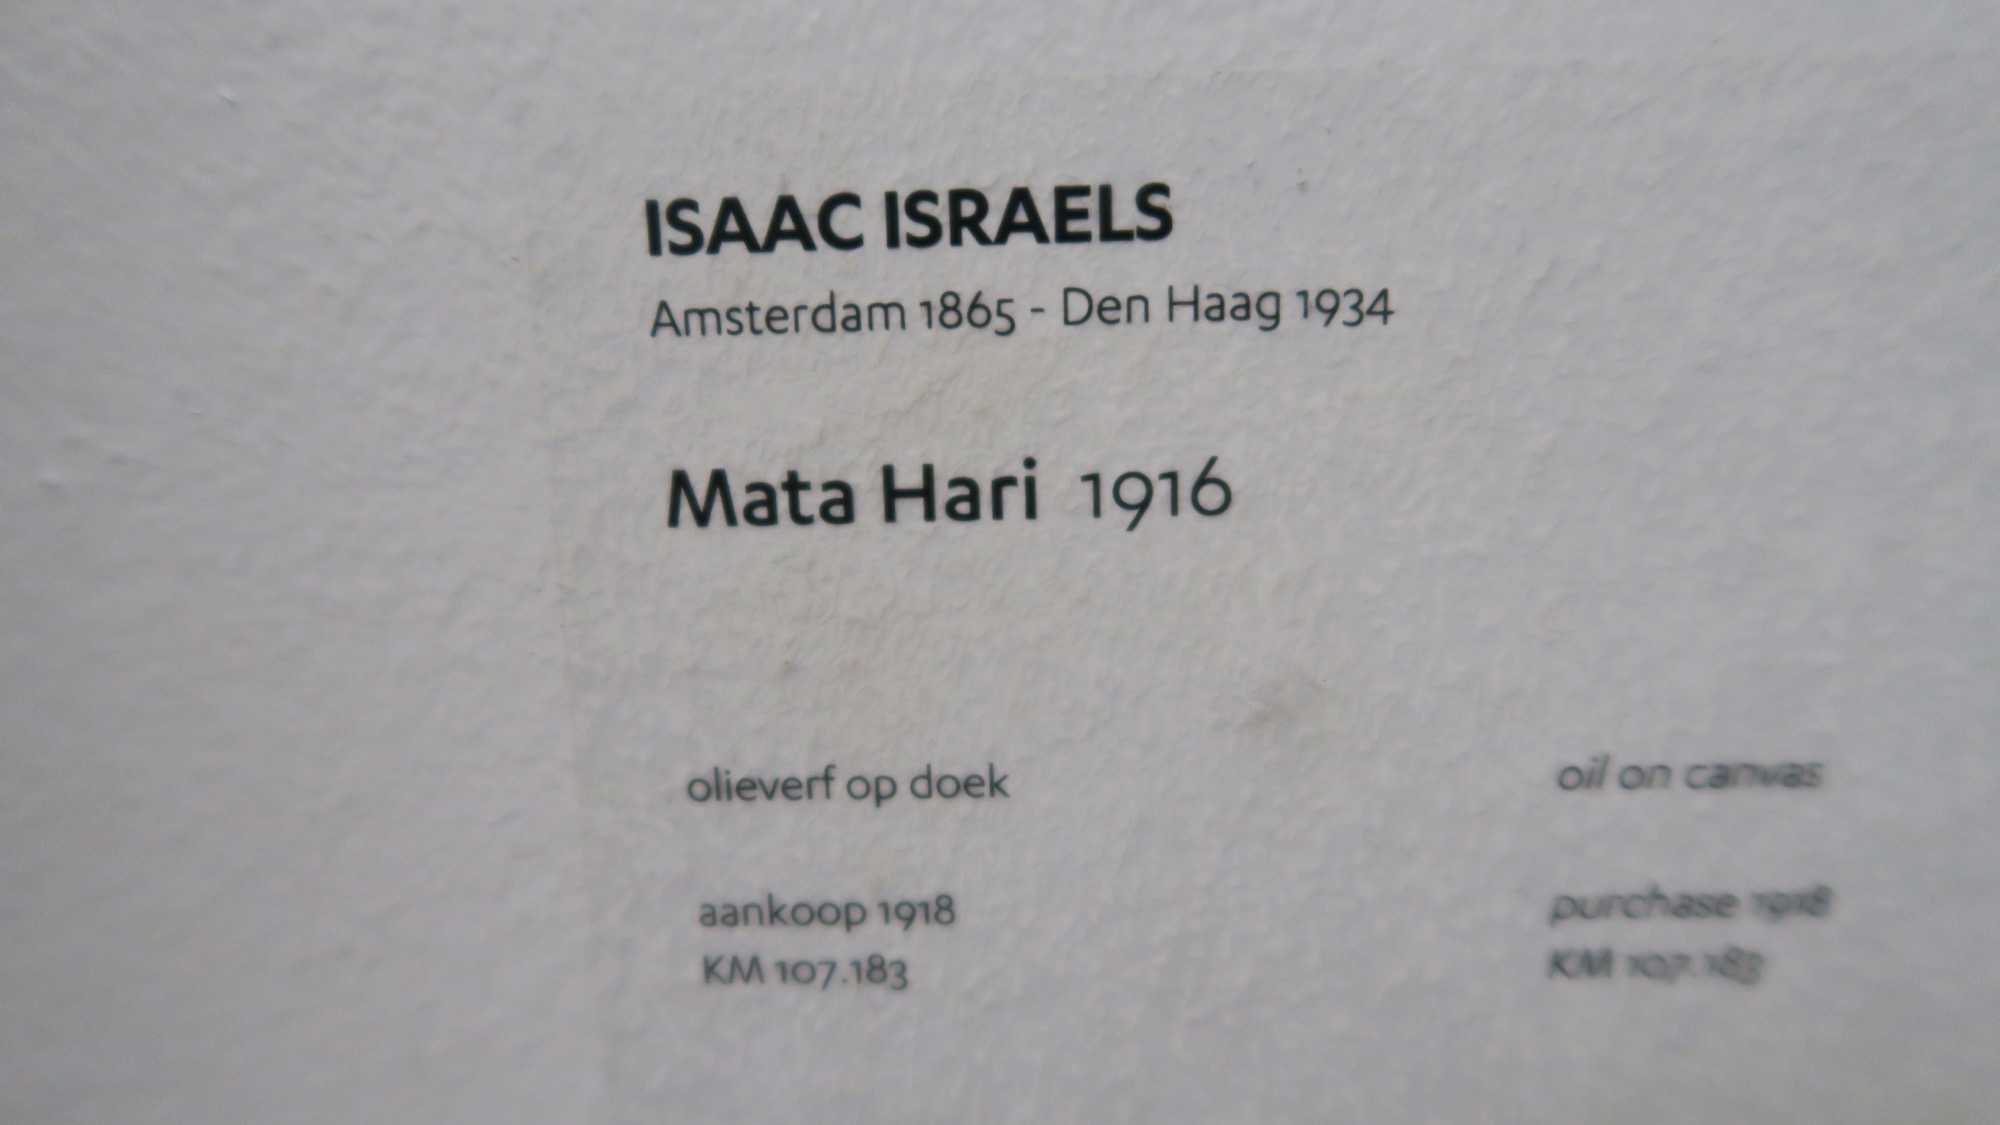 ISAAC ISRAELS
Amsterdam 1865 - Den Haag 1934
Mata Hari 1916
olieverf op doek
aankoop 1918
KM 107.183
oil on canvas
purchase 1918
KM 107.183